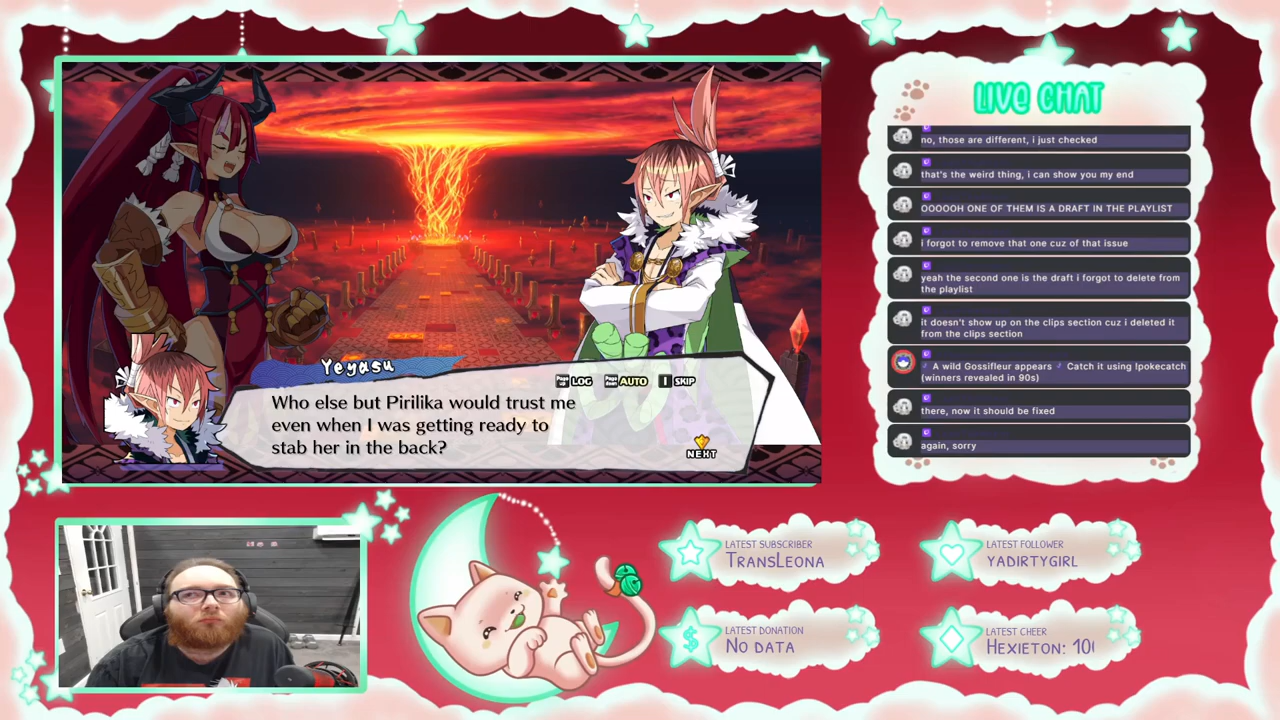 LIVE CHAT
no, those are different, i just checked
that's the weird thing, i can show you my end
OOOOOH ONE OF THEM IS A DRAFT IN THE PLAYLIST
i forgot to remove that one cuz of that issue
yeah the second one is the draft i forgot to delete from
the playlist
it doesn't show up on the clips section cuz i deleted it
from the clips section
A wild Gossifleur appears Catch it using !pokecatch
(winners revealed in 90s)
there, now it should be fixed
again, sorry
Yeyasu
Page up LOG Page down AUTO SKIP
Who else but Pirilika would trust me
even when I was getting ready to
stab her in the back?
NEXT
LATEST SUBSCRIBER
TRANSLEONA
LATEST FOLLOWER
YADIRTYGIRL
LATEST DONATION
NO DATA
LATEST CHEER
HEXIETON: 10